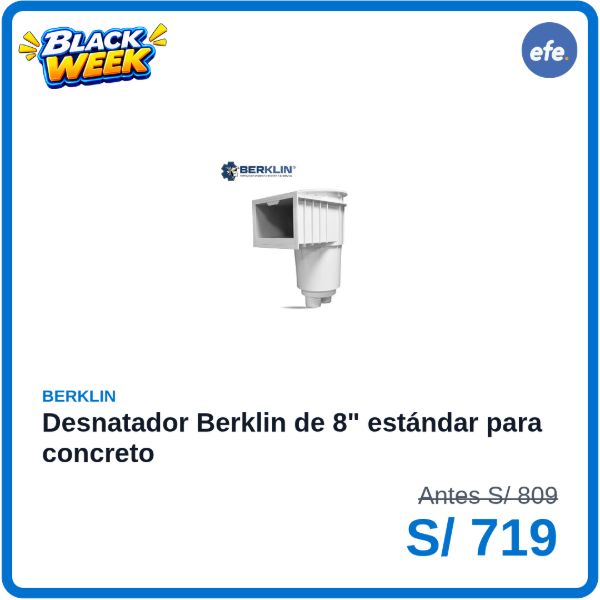 BLACK
WEEK
efe.
BERKLIN®
BERKLIN
Desnatador Berklin de 8" estándar para
concreto
Antes S/ 809
S/ 719